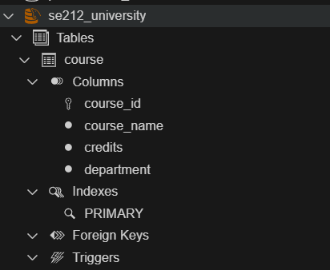 se212_university
Tables
course
Columns
course_id
course_name
credits
department
Indexes
PRIMARY
Foreign Keys
Triggers